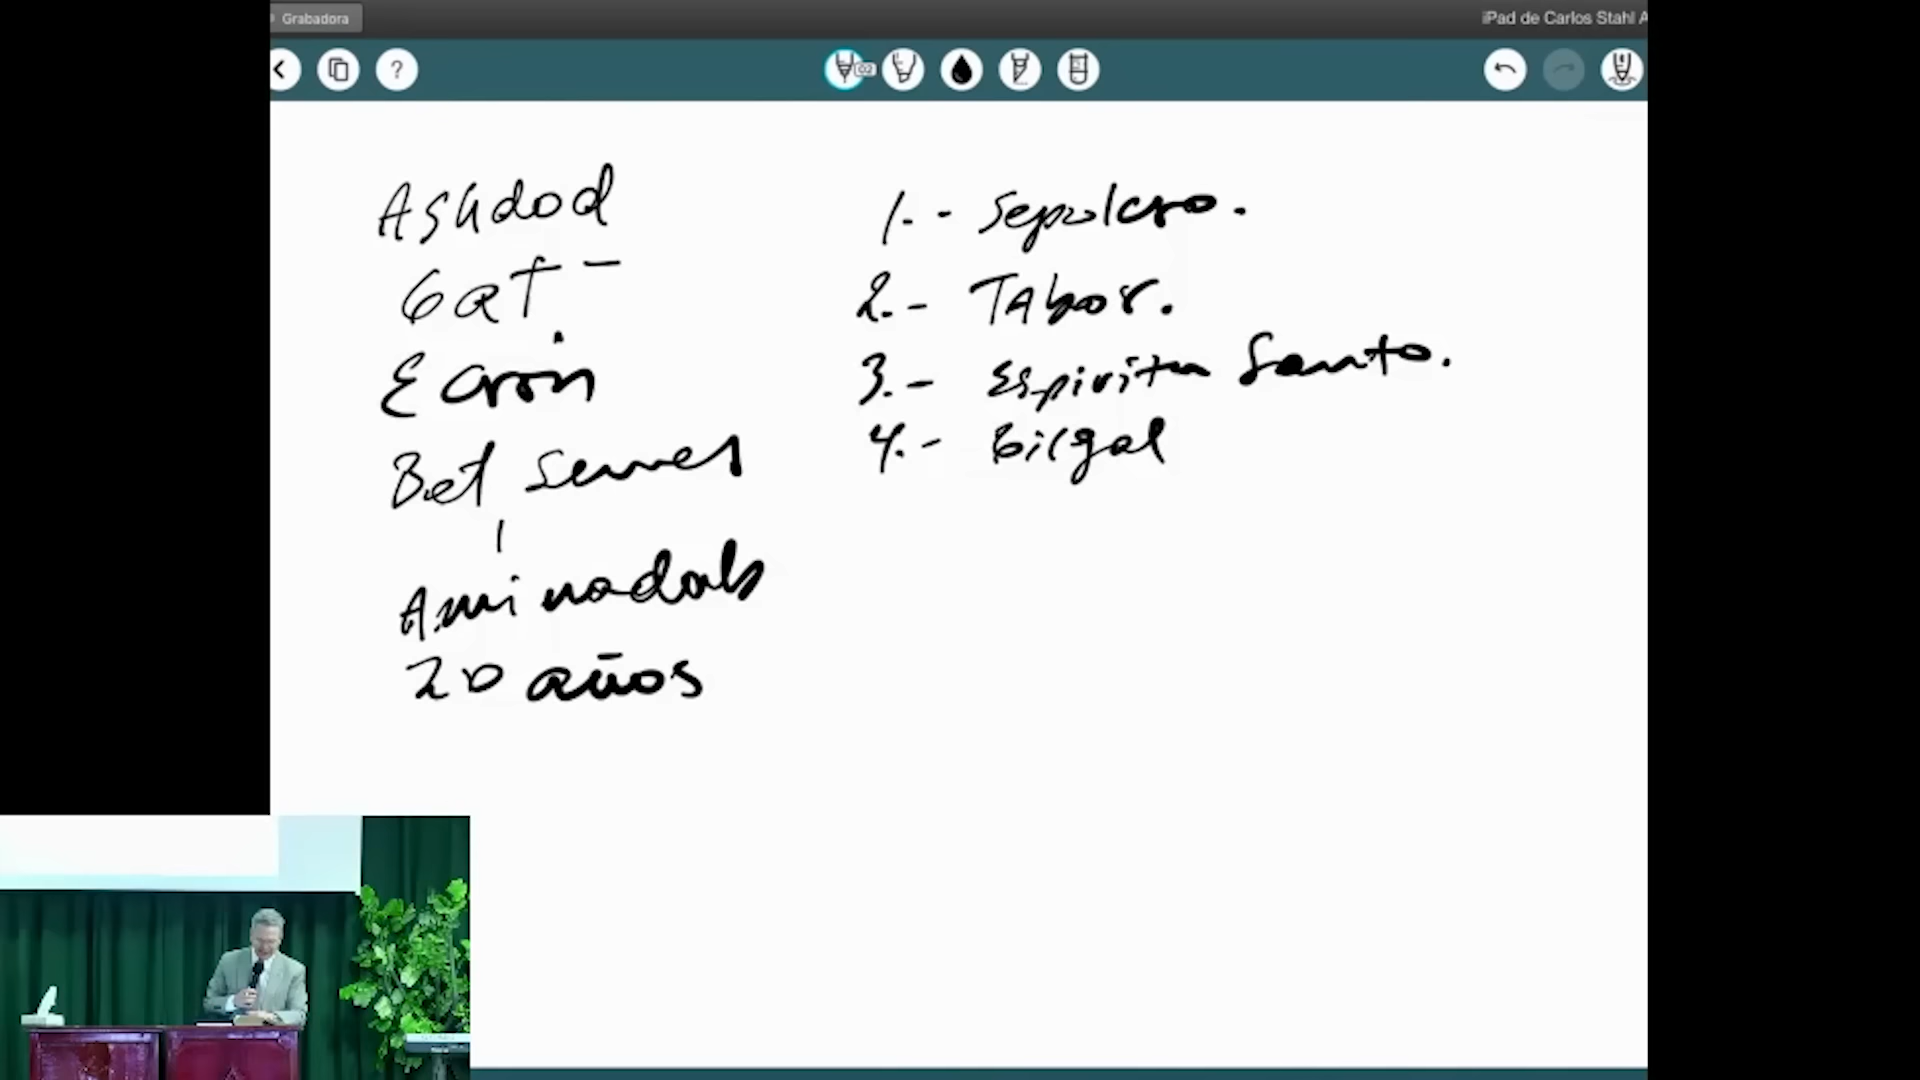 Grabadora
iPad de Carlos Stahl A
Ashdod
Gat -
Ecrón
Bet semes
Aminadab
20 años
1.- Sepulcro.
2.- Tabor.
3.- Espiritu Santo.
4.- Gilgal